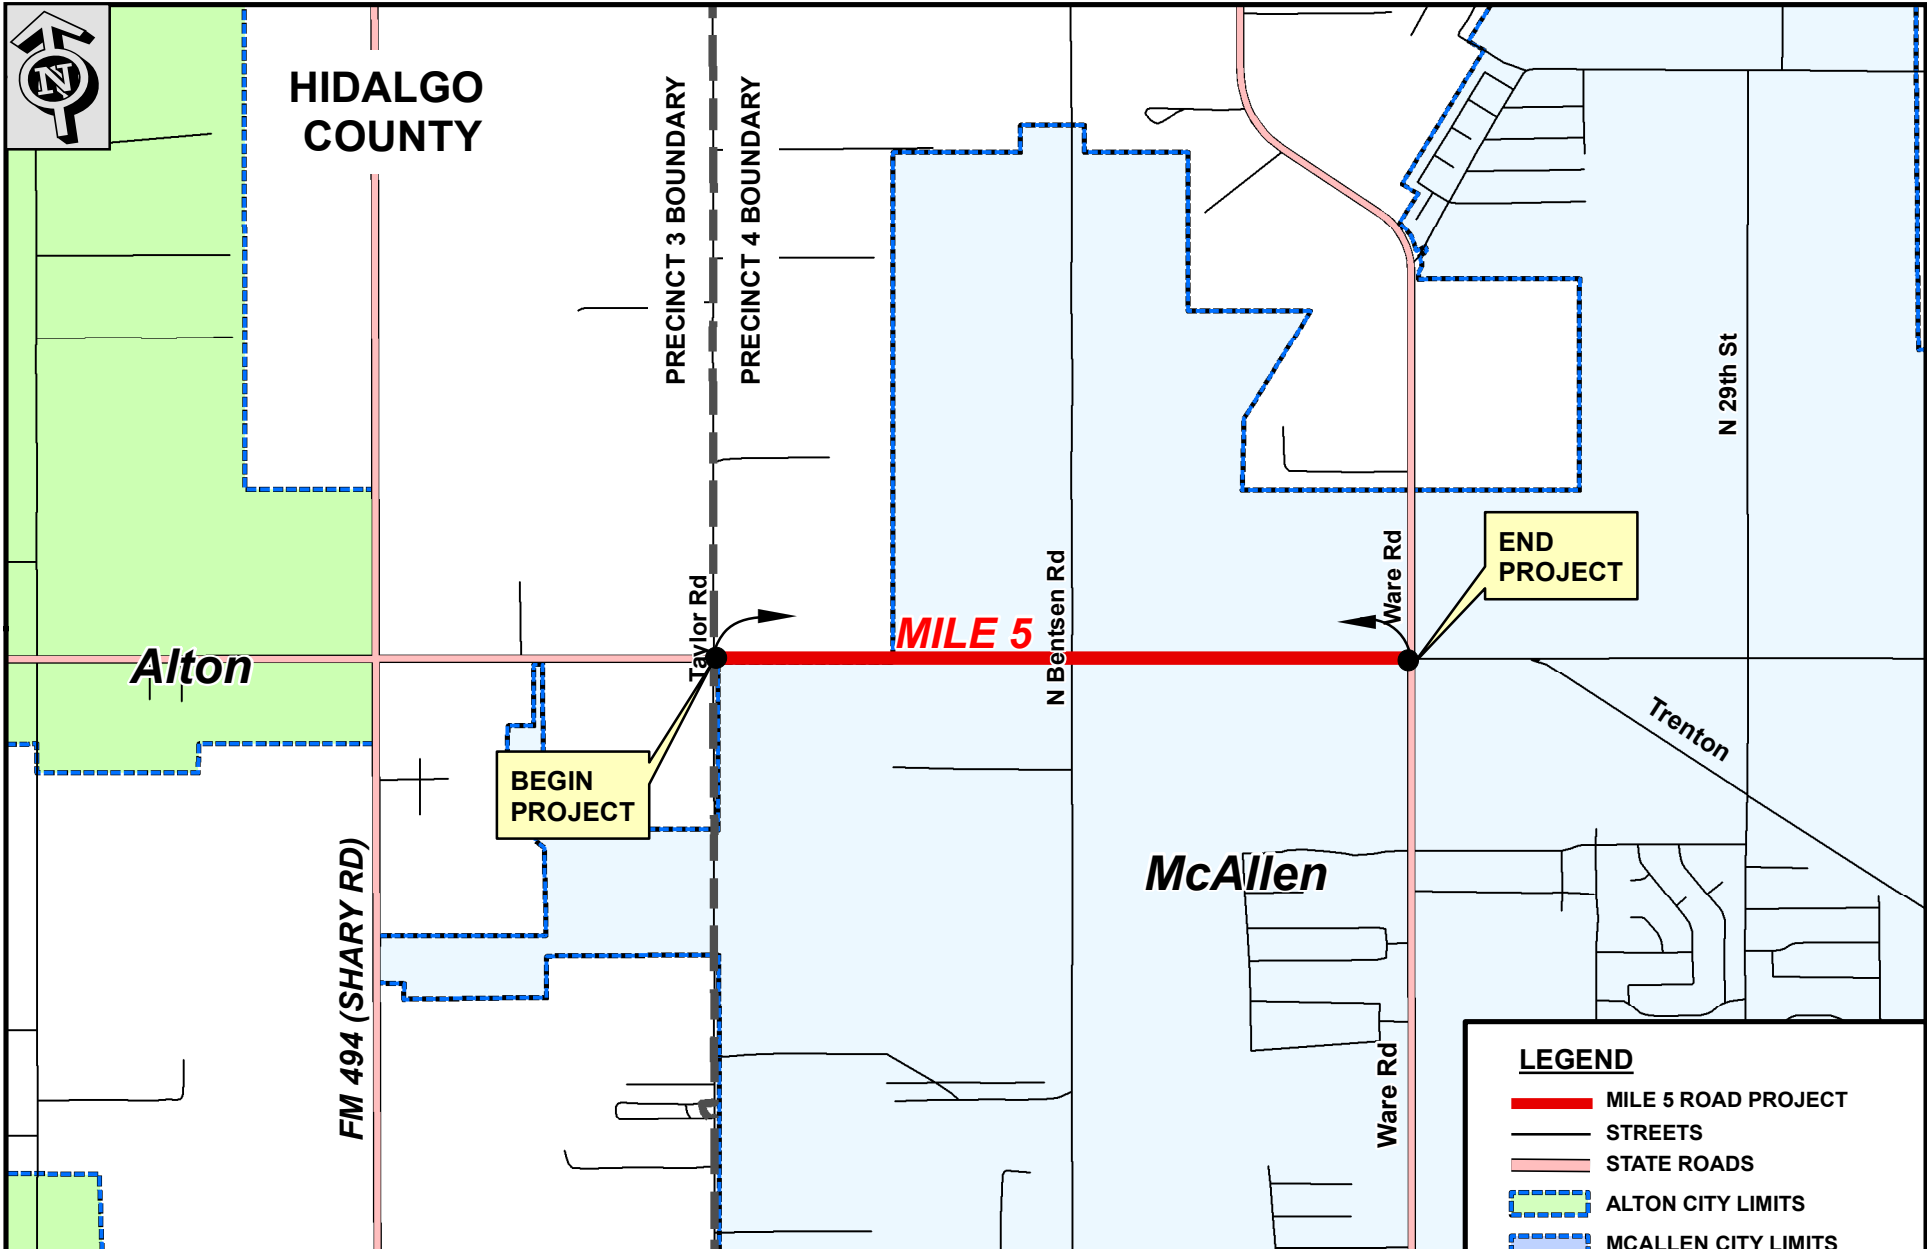 N
HIDALGO
COUNTY
PRECINCT 3 BOUNDARY
PRECINCT 4 BOUNDARY
N 29th St
END
PROJECT
Ware Rd
N Bentsen Rd
Taylor Rd
MILE 5
Alton
Trenton
BEGIN
PROJECT
McAllen
FM 494 (SHARY RD)
Ware Rd
LEGEND
MILE 5 ROAD PROJECT
STREETS
STATE ROADS
ALTON CITY LIMITS
MCALLEN CITY LIMITS